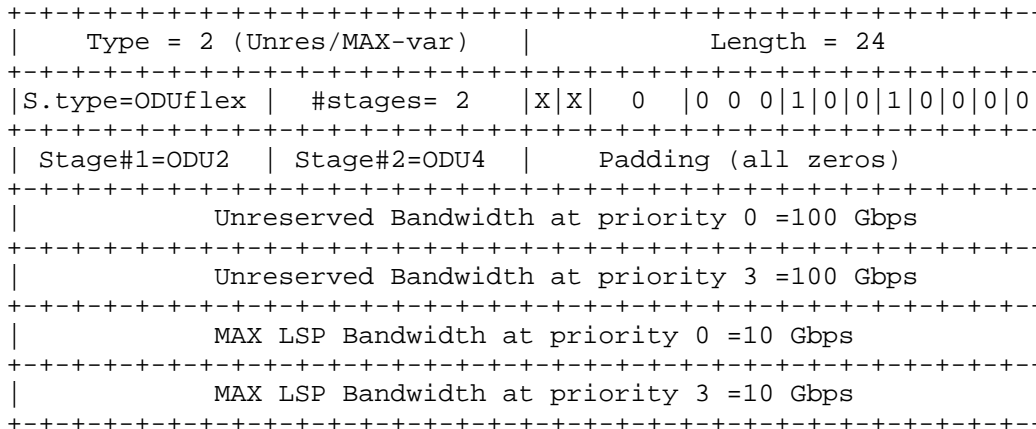 +-+-+-+-+-+-+-+-+-+-+-+-+-+-+-+-+-+-+-+-+-+-+-+-+-+-+-+-+-+-+-+-
|    Type = 2 (Unres/MAX-var)   |           Length = 24
+-+-+-+-+-+-+-+-+-+-+-+-+-+-+-+-+-+-+-+-+-+-+-+-+-+-+-+-+-+-+-+-
|S.type=ODUflex |   #stages= 2  |X|X|  0  |0 0 0|1|0|0|1|0|0|0|0
+-+-+-+-+-+-+-+-+-+-+-+-+-+-+-+-+-+-+-+-+-+-+-+-+-+-+-+-+-+-+-+-
| Stage#1=ODU2  | Stage#2=ODU4  |    Padding (all zeros)
+-+-+-+-+-+-+-+-+-+-+-+-+-+-+-+-+-+-+-+-+-+-+-+-+-+-+-+-+-+-+-+-
|            Unreserved Bandwidth at priority 0 =100 Gbps
+-+-+-+-+-+-+-+-+-+-+-+-+-+-+-+-+-+-+-+-+-+-+-+-+-+-+-+-+-+-+-+-
|            Unreserved Bandwidth at priority 3 =100 Gbps
+-+-+-+-+-+-+-+-+-+-+-+-+-+-+-+-+-+-+-+-+-+-+-+-+-+-+-+-+-+-+-+-
|            MAX LSP Bandwidth at priority 0 =10 Gbps
+-+-+-+-+-+-+-+-+-+-+-+-+-+-+-+-+-+-+-+-+-+-+-+-+-+-+-+-+-+-+-+-
|            MAX LSP Bandwidth at priority 3 =10 Gbps
+-+-+-+-+-+-+-+-+-+-+-+-+-+-+-+-+-+-+-+-+-+-+-+-+-+-+-+-+-+-+-+-